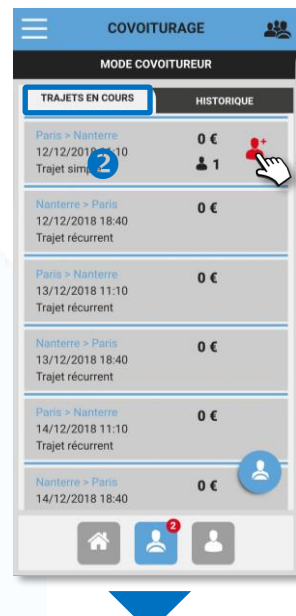 COVOITURAGE
MODE COVOITUREUR
TRAJETS EN COURS
HISTORIQUE
Paris > Nanterre
0 €
12/12/2018 11:10
1
Trajet simple
2
Nanterre > Paris
0 €
12/12/2018 18:40
Trajet récurrent
Paris > Nanterre
0 €
13/12/2018 11:10
Trajet récurrent
Nanterre > Paris
0 €
13/12/2018 18:40
Trajet récurrent
Paris > Nanterre
0 €
14/12/2018 11:10
Trajet récurrent
Nanterre > Paris
0 €
14/12/2018 18:40
2